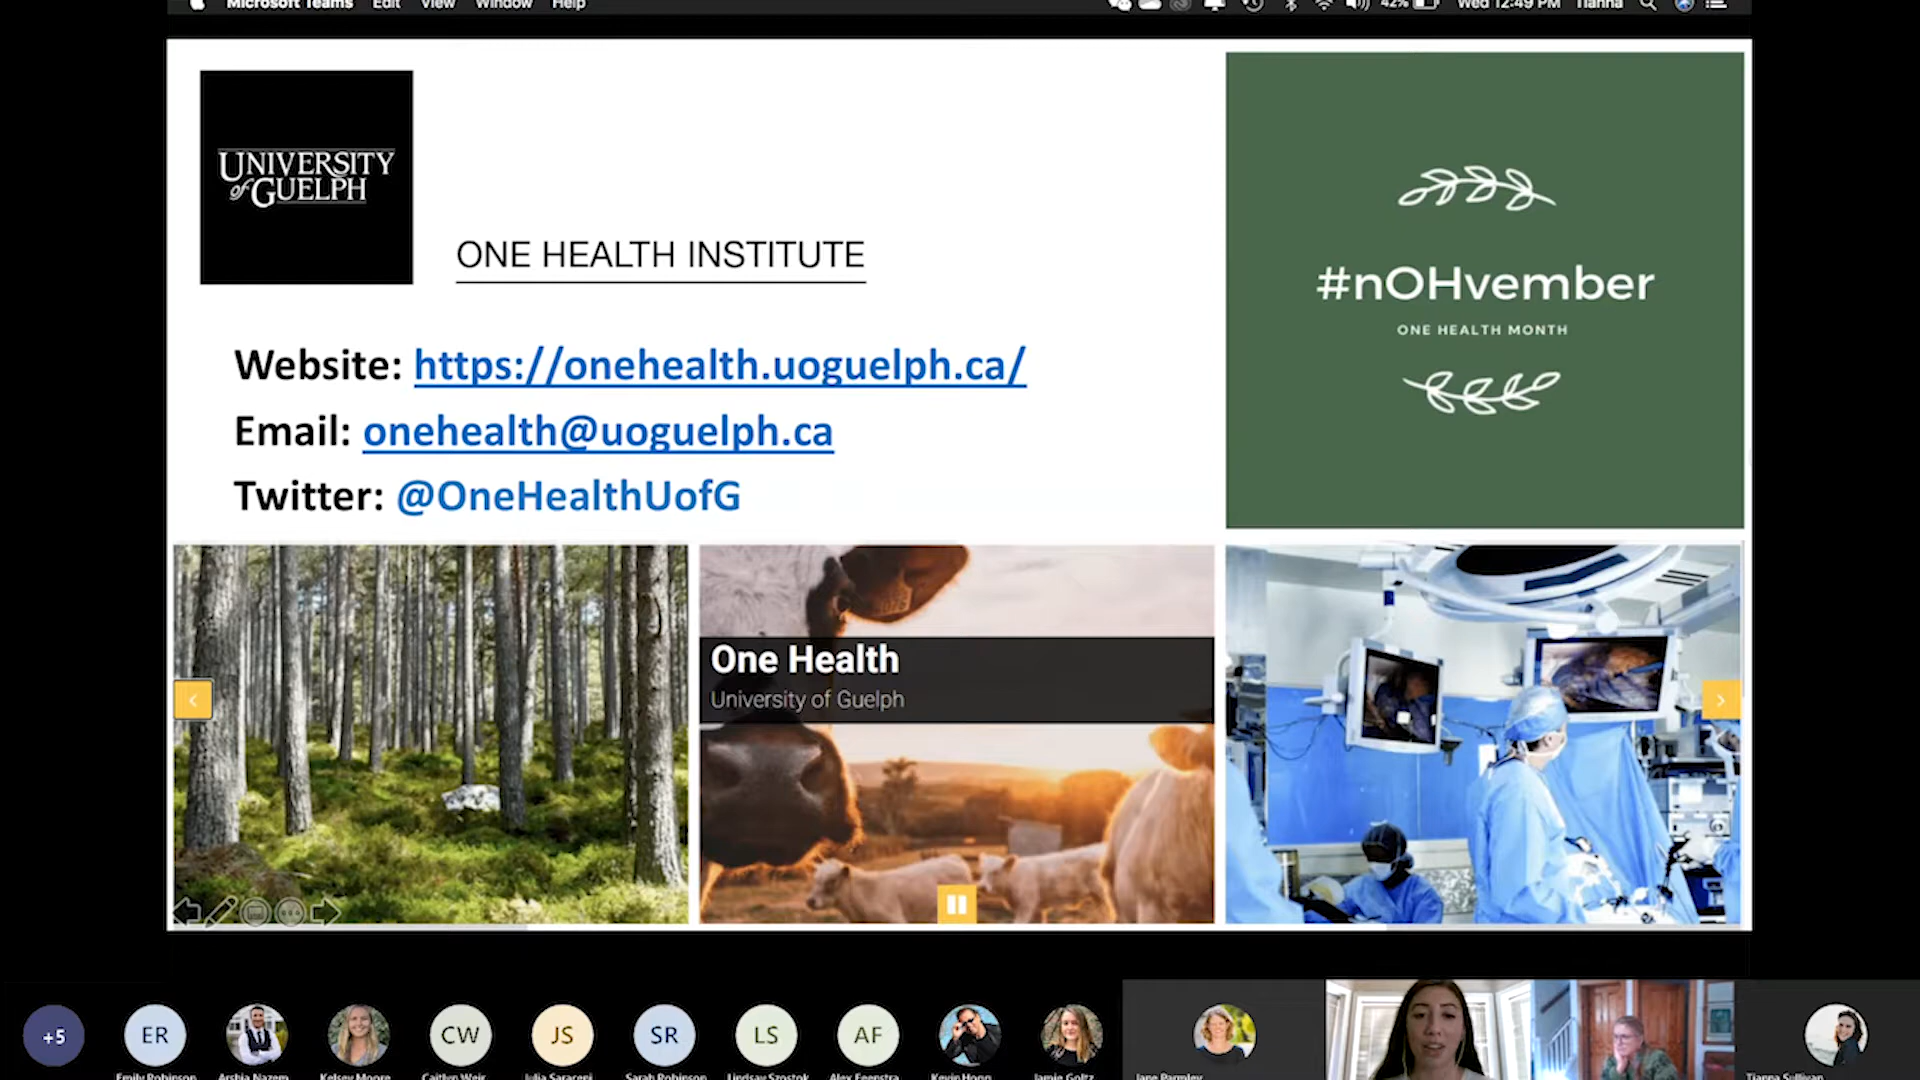 Microsoft Teams Edit View Window Help
42% Wed 12:49 PM Tianna
UNIVERSITY
of GUELPH
ONE HEALTH INSTITUTE
Website: https://onehealth.uoguelph.ca/
Email: onehealth@uoguelph.ca
Twitter: @OneHealthUofG
#nOHvember
ONE HEALTH MONTH
One Health
University of Guelph
+5
ER
CW
JS
SR
LS
AF
Emily Robinson
Arshia Nazem
Kelsey Moore
Caitlyn Weir
Julia Saraceni
Sarah Robinson
Lindsay Szostok
Alex Feenstra
Kevin Honn
Jamie Goltz
Jane Parmley
Tianna Sullivan